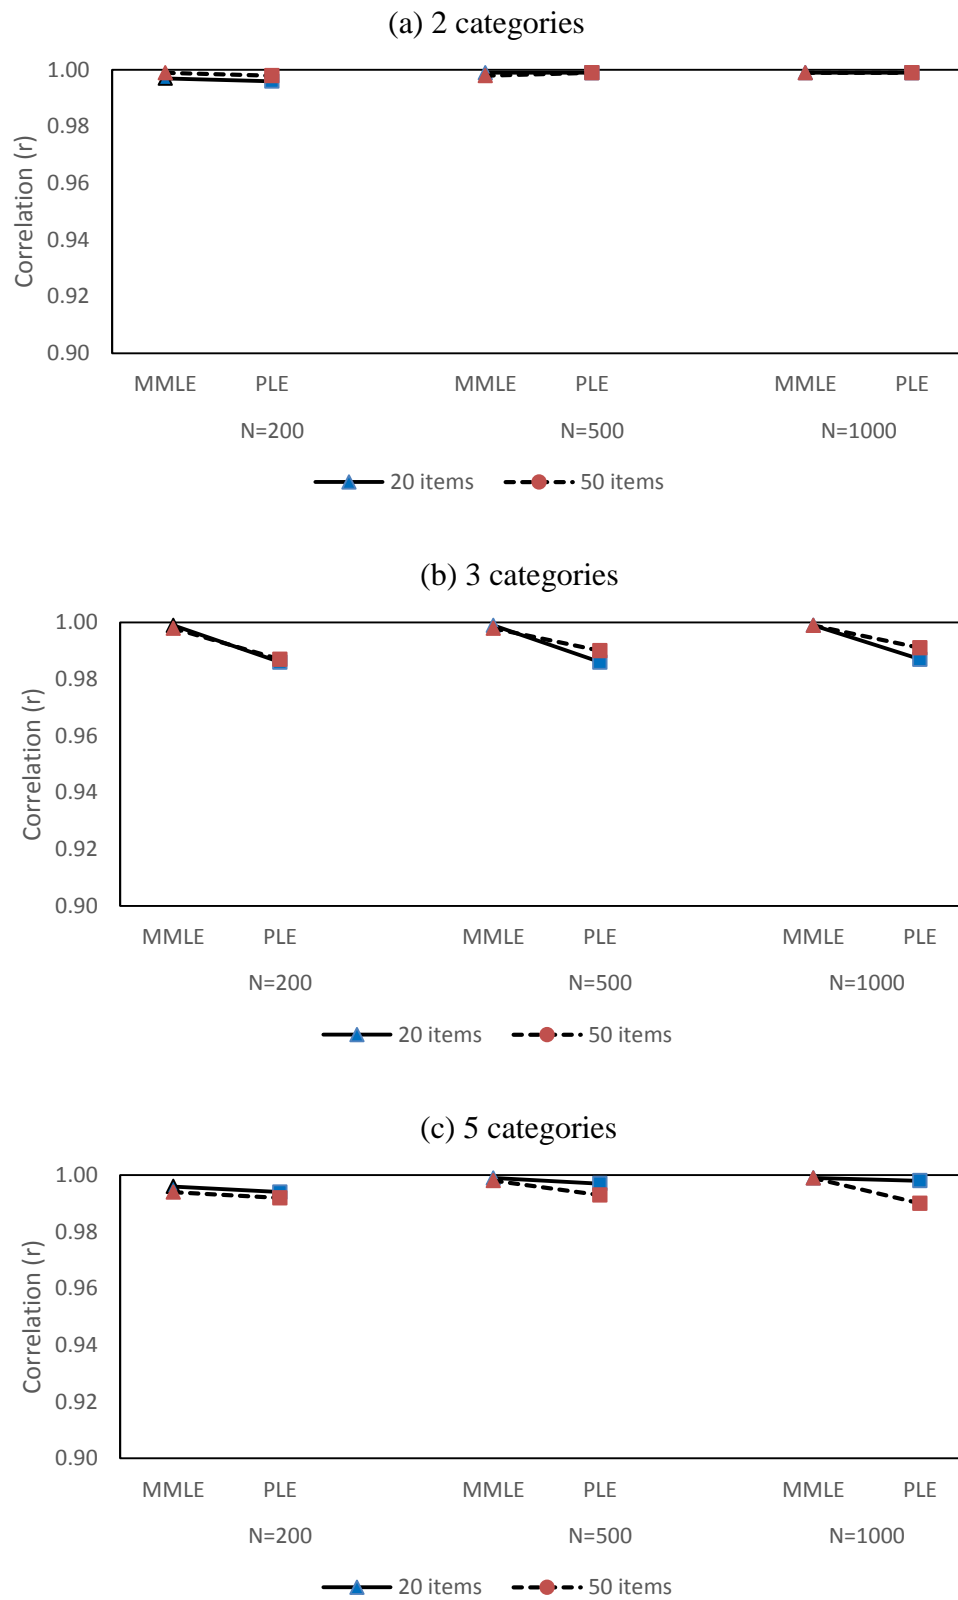 (a) 2 categories
1.00
0.98
0.96
0.94
0.92
0.90
Correlation (r)
MMLE PLE MMLE PLE MMLE PLE
N=200 N=500 N=1000
20 items 50 items
(b) 3 categories
1.00
0.98
0.96
0.94
0.92
0.90
Correlation (r)
MMLE PLE MMLE PLE MMLE PLE
N=200 N=500 N=1000
20 items 50 items
(c) 5 categories
1.00
0.98
0.96
0.94
0.92
0.90
Correlation (r)
MMLE PLE MMLE PLE MMLE PLE
N=200 N=500 N=1000
20 items 50 items